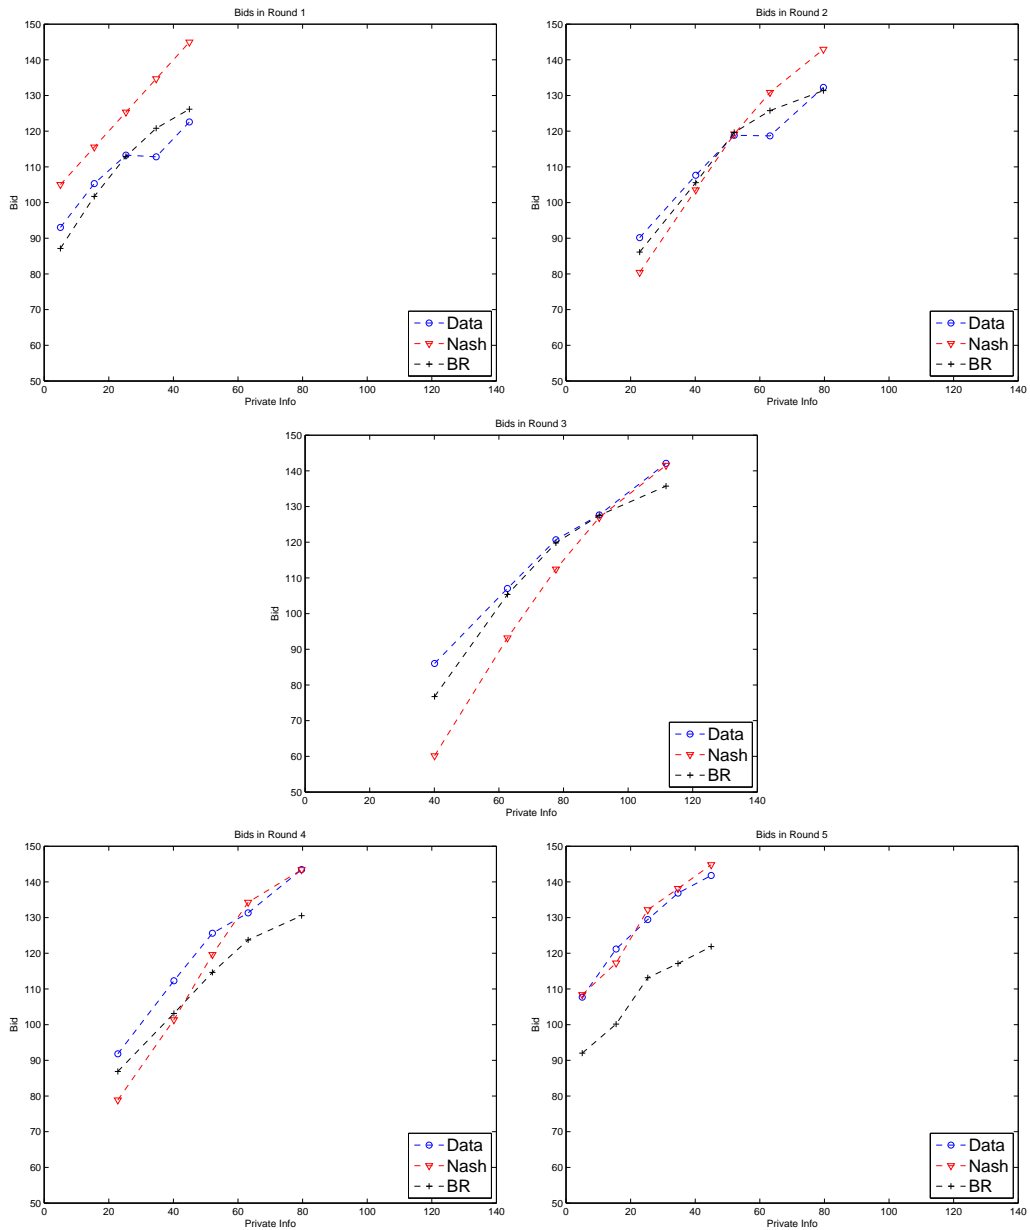 Bids in Round 1
150
140
130
120
110
100
90
80
70
60
50
Bid
0 20 40 60 80 100 120 140
Private Info
Data
Nash
BR
Bids in Round 2
150
140
130
120
110
100
90
80
70
60
50
Bid
0 20 40 60 80 100 120 140
Private Info
Data
Nash
BR
Bids in Round 3
150
140
130
120
110
100
90
80
70
60
50
Bid
0 20 40 60 80 100 120 140
Private Info
Data
Nash
BR
Bids in Round 4
150
140
130
120
110
100
90
80
70
60
50
Bid
0 20 40 60 80 100 120 140
Private Info
Data
Nash
BR
Bids in Round 5
150
140
130
120
110
100
90
80
70
60
50
Bid
0 20 40 60 80 100 120 140
Private Info
Data
Nash
BR